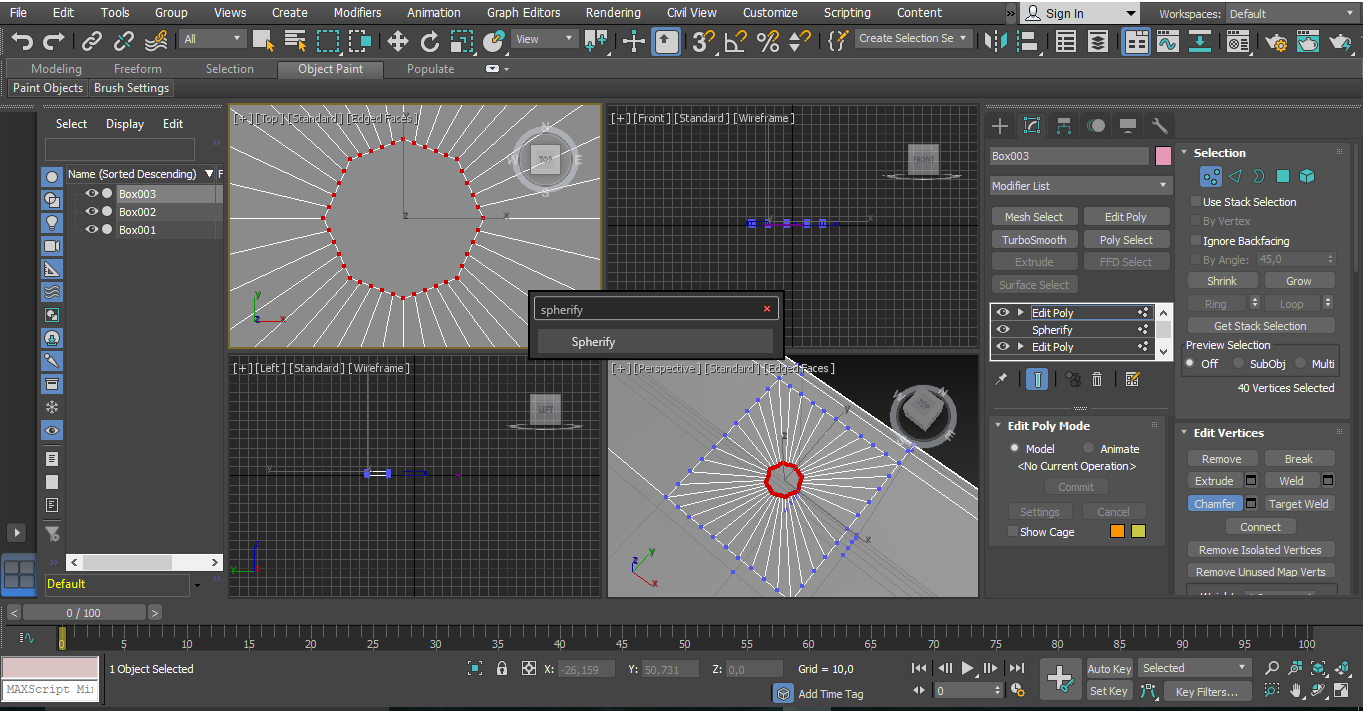 File Edit Tools Group Views Create Modifiers Animation Graph Editors Rendering Civil View Customize Scripting Content » Sign In Workspaces: Default
All View 3 Create Selection Se
Modeling Freeform Selection Object Paint Populate
Paint Objects Brush Settings
Select Display Edit
Name (Sorted Descending) F
Box003
Box002
Box001
Default
[+] [Top] [Standard] [Edged Faces]
N
W TOP E
S
z x
y
z x
[+] [Front] [Standard] [Wireframe]
FRONT
x
spherify ×
Spherify
[+] [Left] [Standard] [Wireframe]
LEFT
y
y
[+] [Perspective] [Standard] [Edged Faces]
W N
TOP
E
y
z
x
z y
x
Box003
Modifier List
Mesh Select Edit Poly
TurboSmooth Poly Select
Extrude FFD Select
Surface Select
Edit Poly
Spherify
Edit Poly
Edit Poly Mode
Model Animate
<No Current Operation>
Commit
Settings Cancel
Show Cage
Selection
Use Stack Selection
By Vertex
Ignore Backfacing
By Angle: 45,0
Shrink Grow
Ring Loop
Get Stack Selection
Preview Selection
Off SubObj Multi
40 Vertices Selected
Edit Vertices
Remove Break
Extrude Weld
Chamfer Target Weld
Connect
Remove Isolated Vertices
Remove Unused Map Verts
< 0 / 100 >
0 5 10 15 20 25 30 35 40 45 50 55 60 65 70 75 80 85 90 95 100
MAXScript Mi
1 Object Selected
X: -26,159 Y: 50,731 Z: 0,0 Grid = 10,0
Add Time Tag
0
Auto Key Selected
Set Key Key Filters...